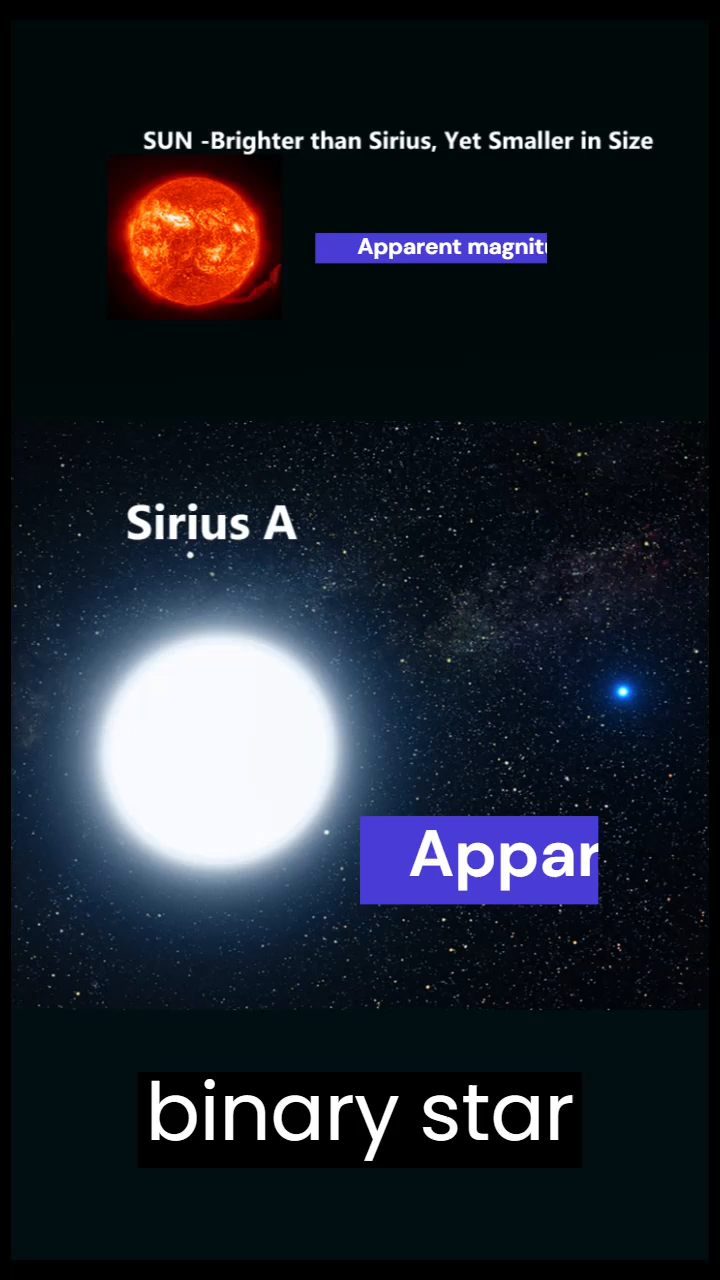 SUN -Brighter than Sirius, Yet Smaller in Size
Apparent magnit
Sirius A
Appar
binary star